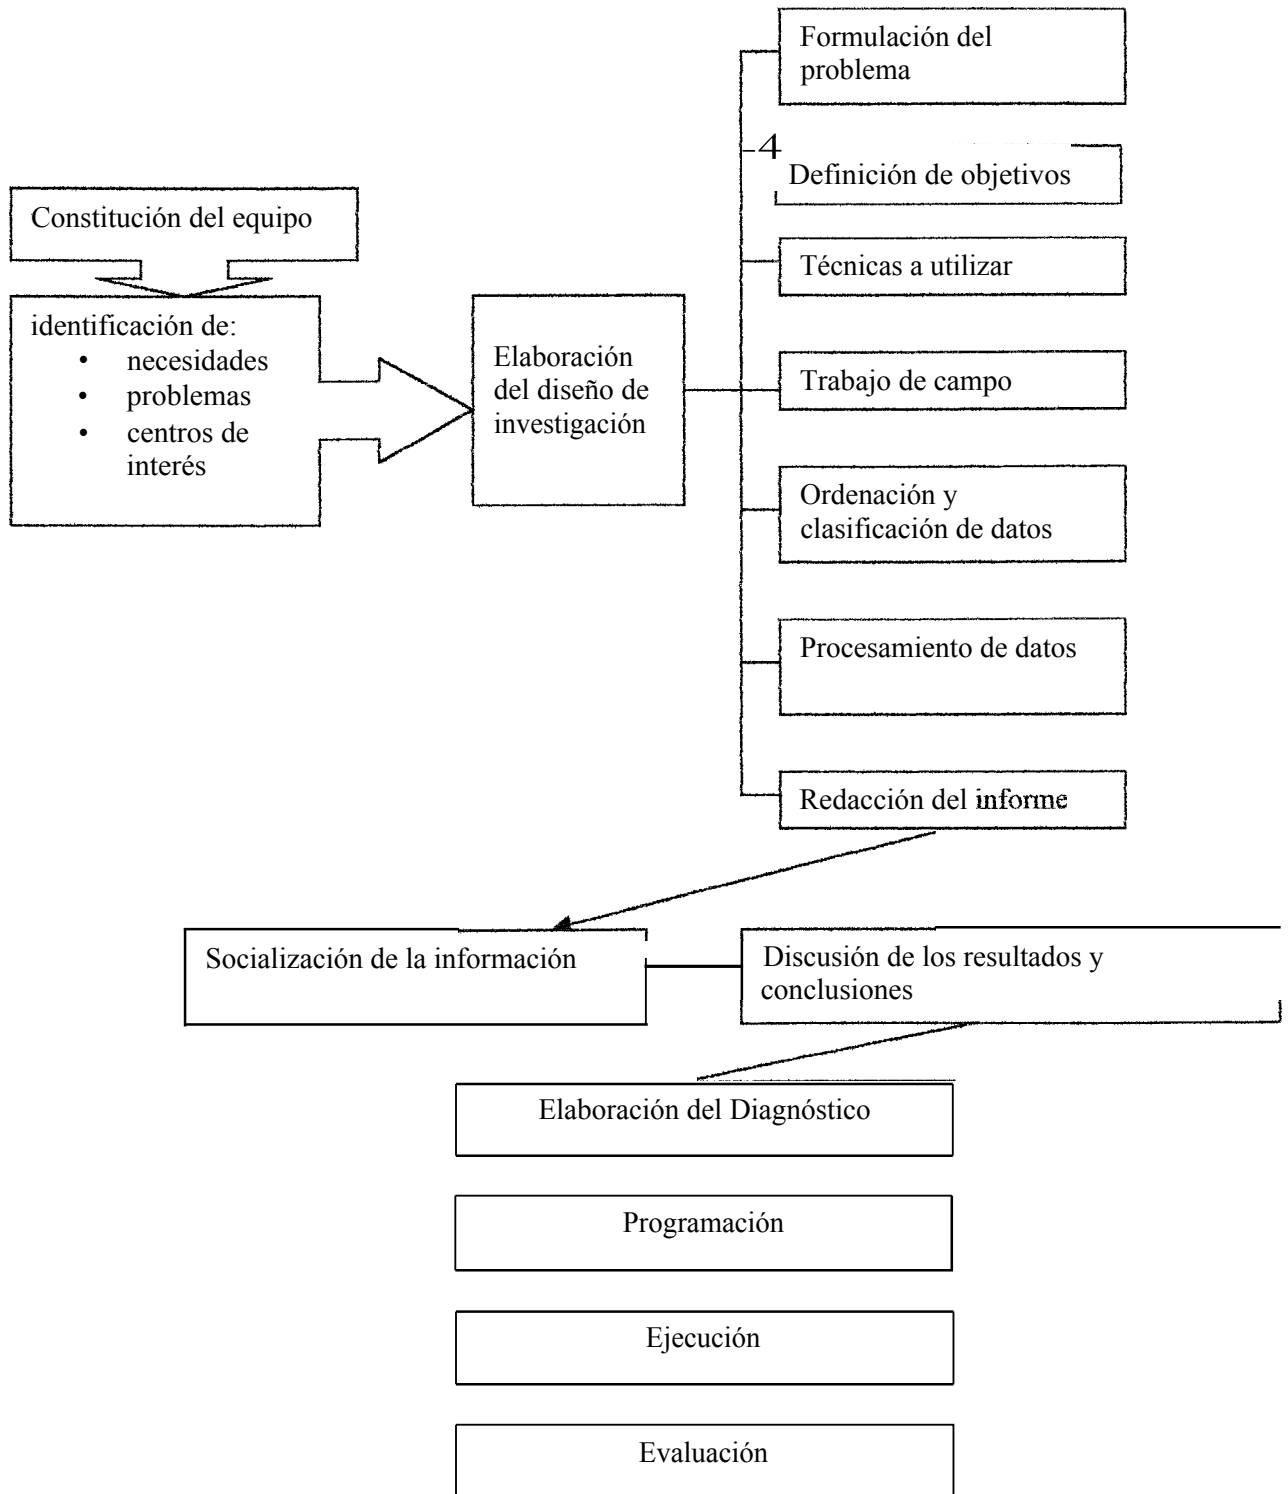 Constitución del equipo
identificación de:
• necesidades
• problemas
• centros de
interés
Elaboración
del diseño de
investigación
Formulación del
problema
-4
Definición de objetivos
Técnicas a utilizar
Trabajo de campo
Ordenación y
clasificación de datos
Procesamiento de datos
Redacción del informe
Socialización de la información
Discusión de los resultados y
conclusiones
Elaboración del Diagnóstico
Programación
Ejecución
Evaluación